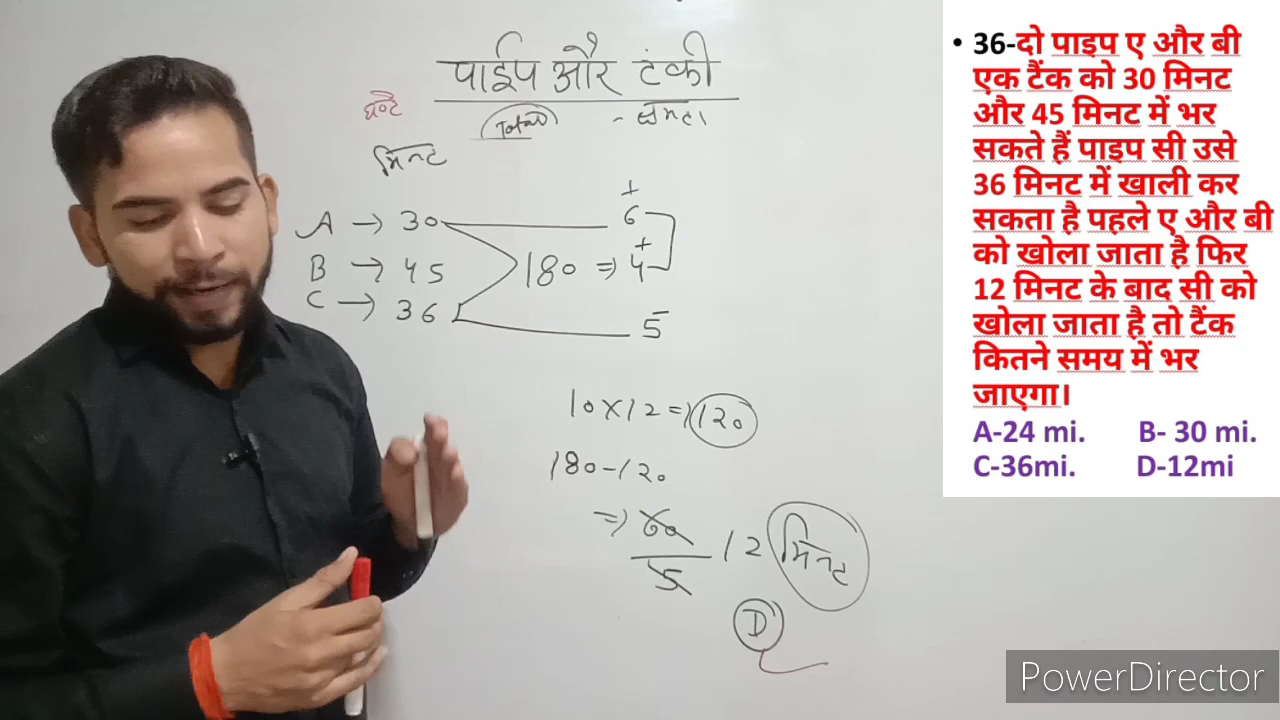 पाईप और टंकी
घण्टे
Total - क्षमता
मिनट
A → 30 + 6
B → 45 180 ⇒ + 4
C → 36 - 5
10 × 12 ⇒ 120
180 - 120
⇒ 60 / 5 12 मिनट
D
• 36-दो पाइप ए और बी
एक टैंक को 30 मिनट
और 45 मिनट में भर
सकते हैं पाइप सी उसे
36 मिनट में खाली कर
सकता है पहले ए और बी
को खोला जाता है फिर
12 मिनट के बाद सी को
खोला जाता है तो टैंक
कितने समय में भर
जाएगा।
A-24 mi. B- 30 mi.
C-36mi. D-12mi
PowerDirector